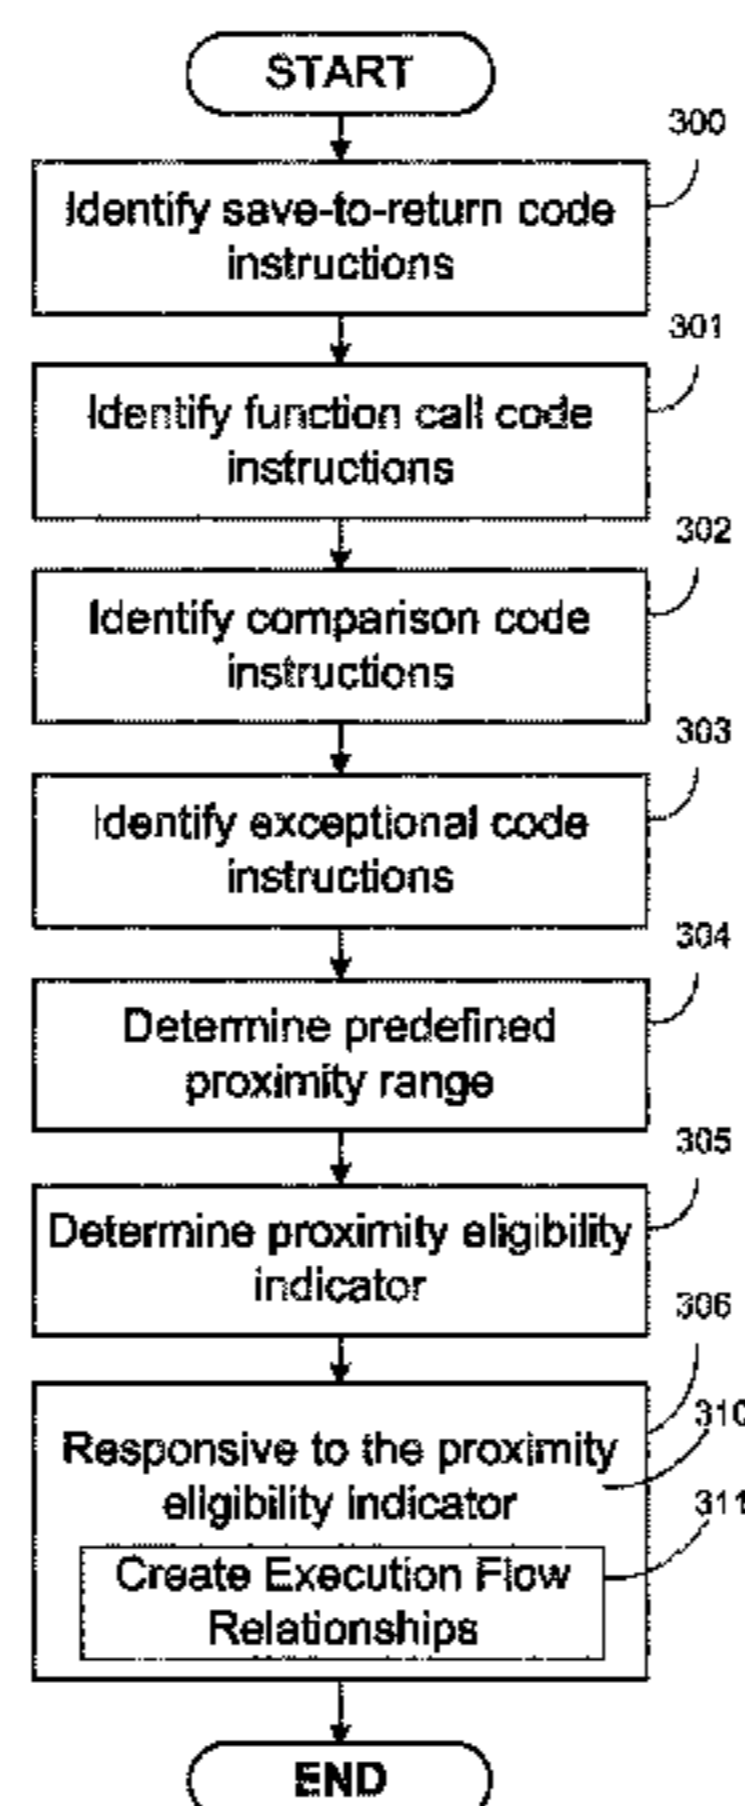 START
300
Identify save-to-return code
instructions
301
Identify function call code
instructions
302
Identify comparison code
instructions
303
Identify exceptional code
instructions
304
Determine predefined
proximity range
305
Determine proximity eligibility
indicator
306
310
Responsive to the proximity
eligibility indicator
311
Create Execution Flow
Relationships
END